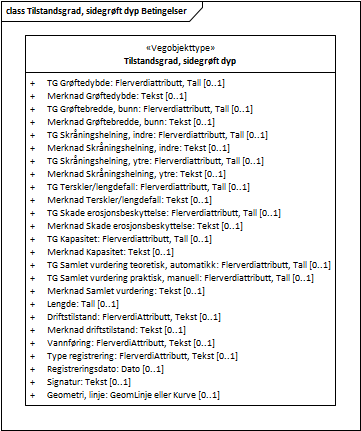 class Tilstandsgrad, sidegrøft dyp Betingelser
«Vegobjekttype»
Tilstandsgrad, sidegrøft dyp
+ TG Grøftedybde: Flerverdiattributt, Tall [0..1]
+ Merknad Grøftedybde: Tekst [0..1]
+ TG Grøftebredde, bunn: Flerverdiattributt, Tall [0..1]
+ Merknad Grøftebredde, bunn: Tekst [0..1]
+ TG Skråningshelning, indre: Flerverdiattributt, Tall [0..1]
+ Merknad Skråningshelning, indre: Tekst [0..1]
+ TG Skråningshelning, ytre: Flerverdiattributt, Tall [0..1]
+ Merknad Skråningshelning, ytre: Tekst [0..1]
+ TG Terskler/lengdefall: Flerverdiattributt, Tall [0..1]
+ Merknad Terskler/lengdefall: Tekst [0..1]
+ TG Skade erosjonsbeskyttelse: Flerverdiattributt, Tall [0..1]
+ Merknad Skade erosjonsbeskyttelse: Tekst [0..1]
+ TG Kapasitet: Flerverdiattributt, Tall [0..1]
+ Merknad Kapasitet: Tekst [0..1]
+ TG Samlet vurdering teoretisk, automatikk: Flerverdiattributt, Tall [0..1]
+ TG Samlet vurdering praktisk, manuell: Flerverdiattributt, Tall [0..1]
+ Merknad Samlet vurdering: Tekst [0..1]
+ Lengde: Tall [0..1]
+ Driftstilstand: FlerverdiAttributt, Tekst [0..1]
+ Merknad driftstilstand: Tekst [0..1]
+ Vannføring: FlerverdiAttributt, Tekst [0..1]
+ Type registrering: FlerverdiAttributt, Tekst [0..1]
+ Registreringsdato: Dato [0..1]
+ Signatur: Tekst [0..1]
+ Geometri, linje: GeomLinje eller Kurve [0..1]